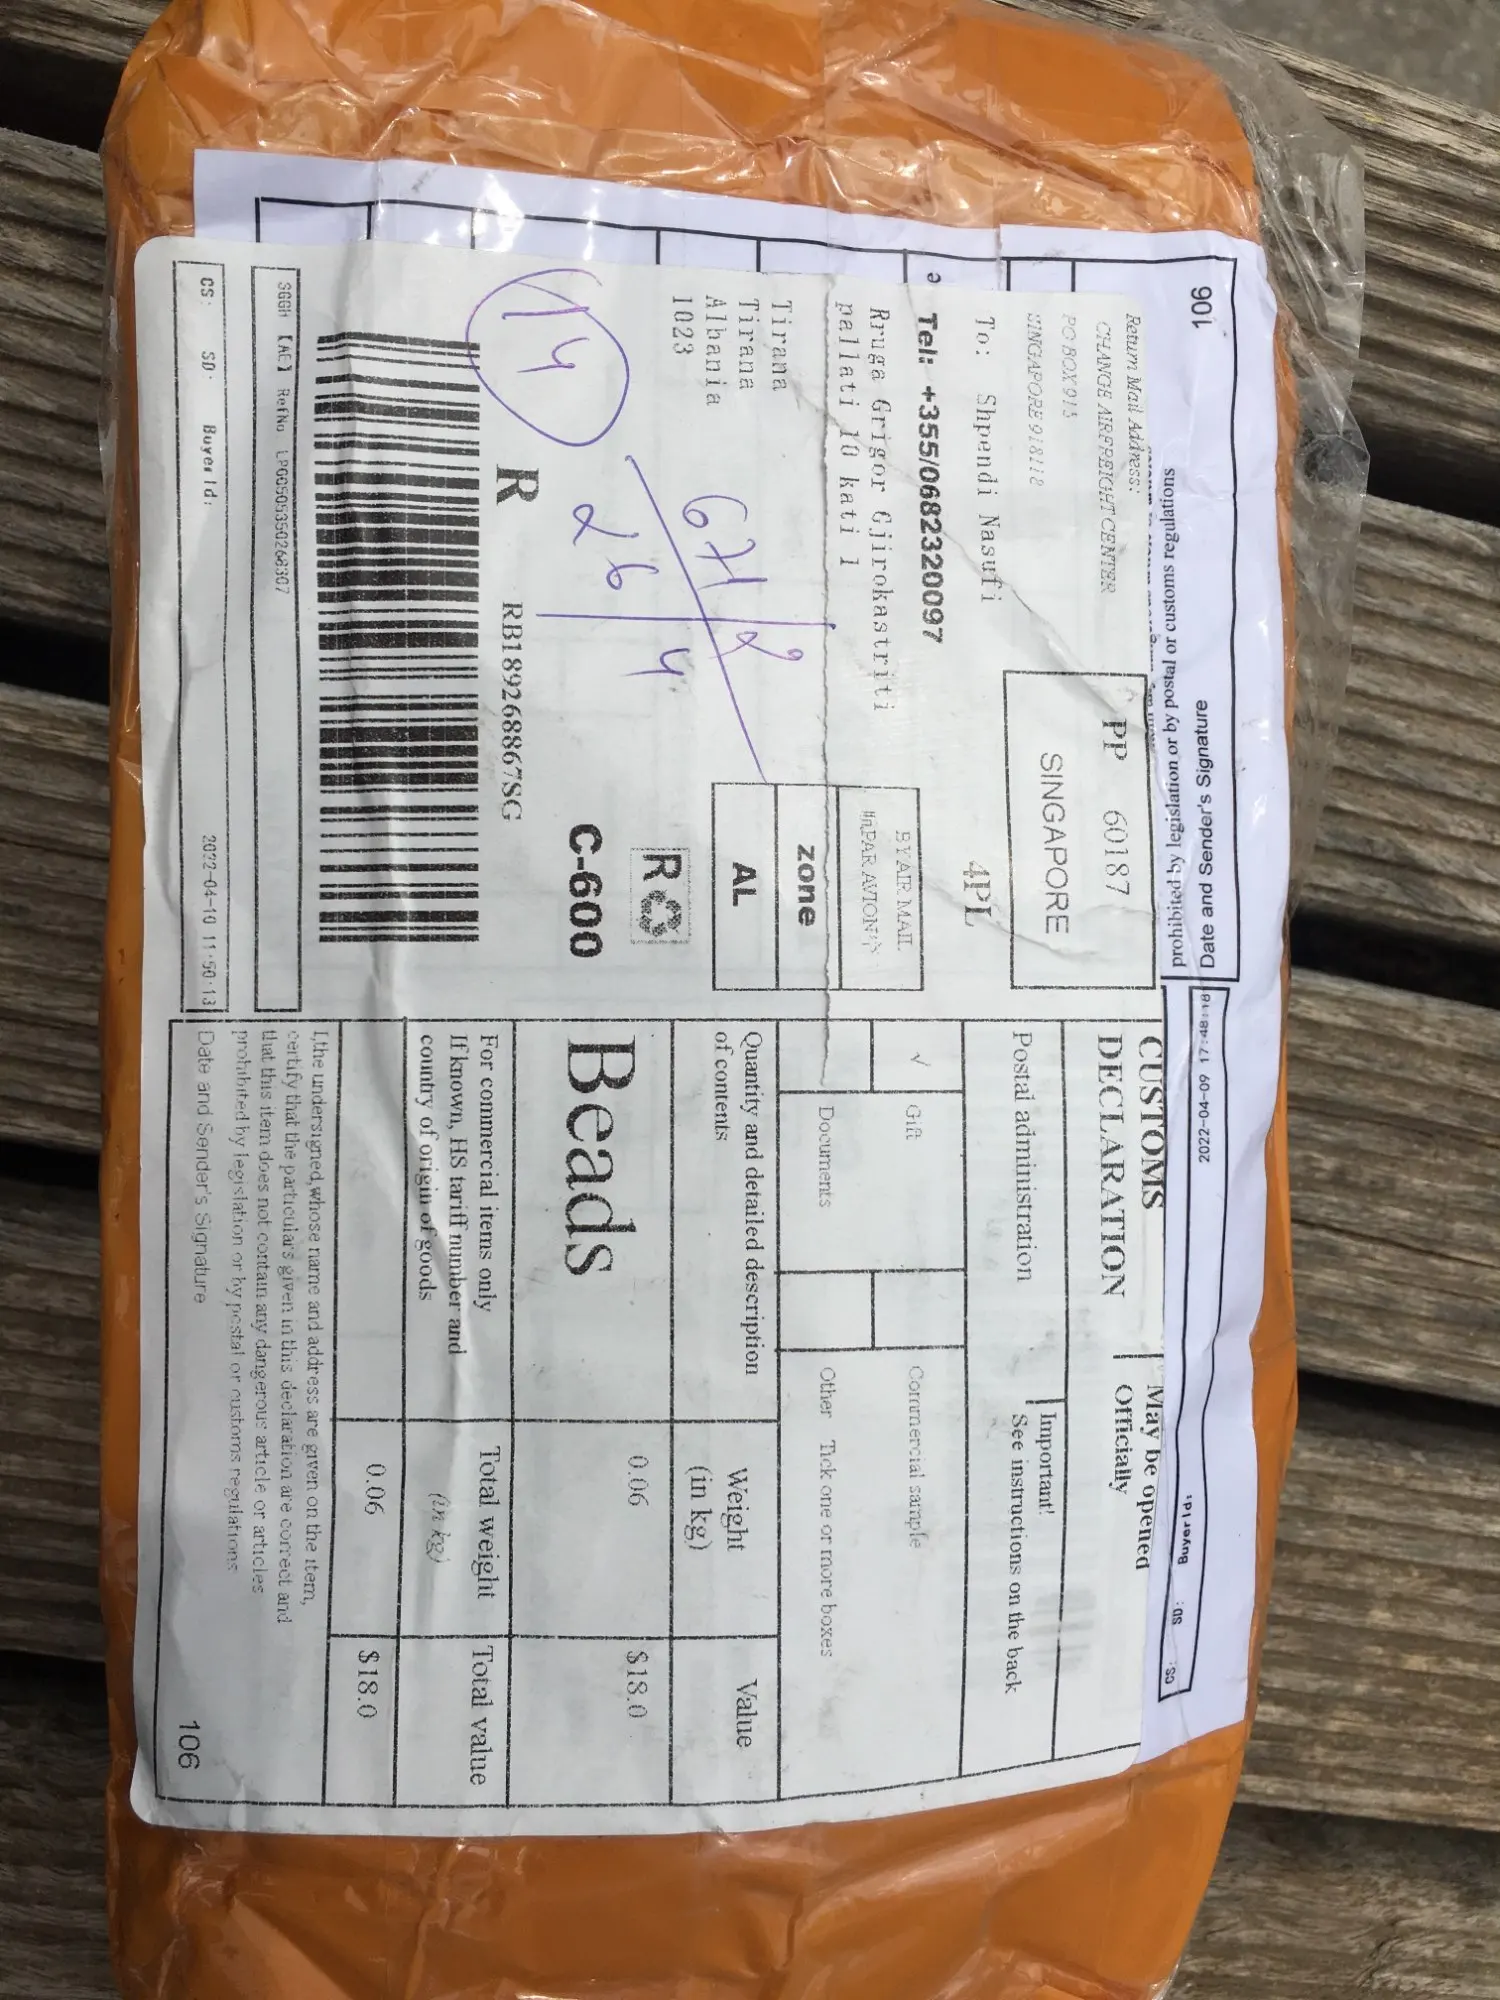 106
prohibited by legislation or by postal or customs regulations
Date and Sender's Signature
2022-04-09 17:48:18
BuyerId:
SD:
CS:
Return Mail Address:
CHANGE AIRFREIGHT CENTER
PO BOX 915
SINGAPORE 918118
PP 60187
SINGAPORE
To: Shpendi Nasufi
4PL
Tel: +355/0682320097
Rruga Grigor Gjirokastriti
pallati 10 kati 1
BY AIR MAIL
PAR AVION
Tirana
Tirana
Albania
1023
zone
AL
R
C-600
14
6H
2
26
4
R
RB189268867SG
SGGH [AE] RefNo LP00505350268307
CS: SD: BuyerId: 2022-04-10 11:50:13
CUSTOMS
DECLARATION
May be opened
Officially
Postal administration
Important!
See instructions on the back
√ Gift
Commercial sample
Documents
Other Tick one or more boxes
Quantity and detailed description
of contents
Weight
(in kg)
Value
Beads
0.06
$18.0
For commercial items only
If known, HS tariff number and
country of origin of goods
Total weight
(in kg)
Total value
0.06
$18.0
I,the undersigned,whose name and address are given on the item,
certify that the particulars given in this declaration are correct and
that this item does not contain any dangerous article or articles
prohibited by legislation or by postal or customs regulations
Date and Sender's Signature
106